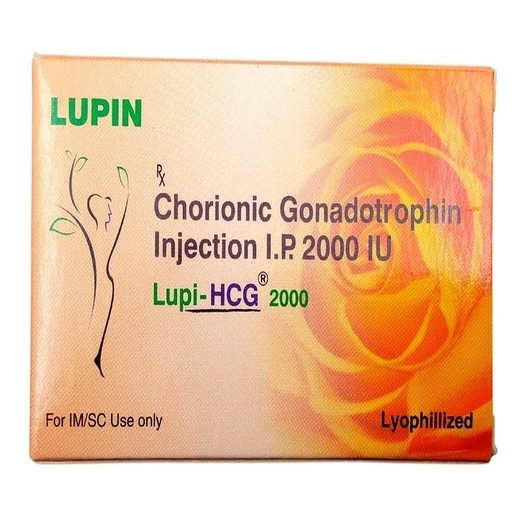 LUPIN
Rx
Chorionic Gonadotrophin
Injection I.P. 2000 IU
Lupi-HCG® 2000
For IM/SC Use only
Lyophillized